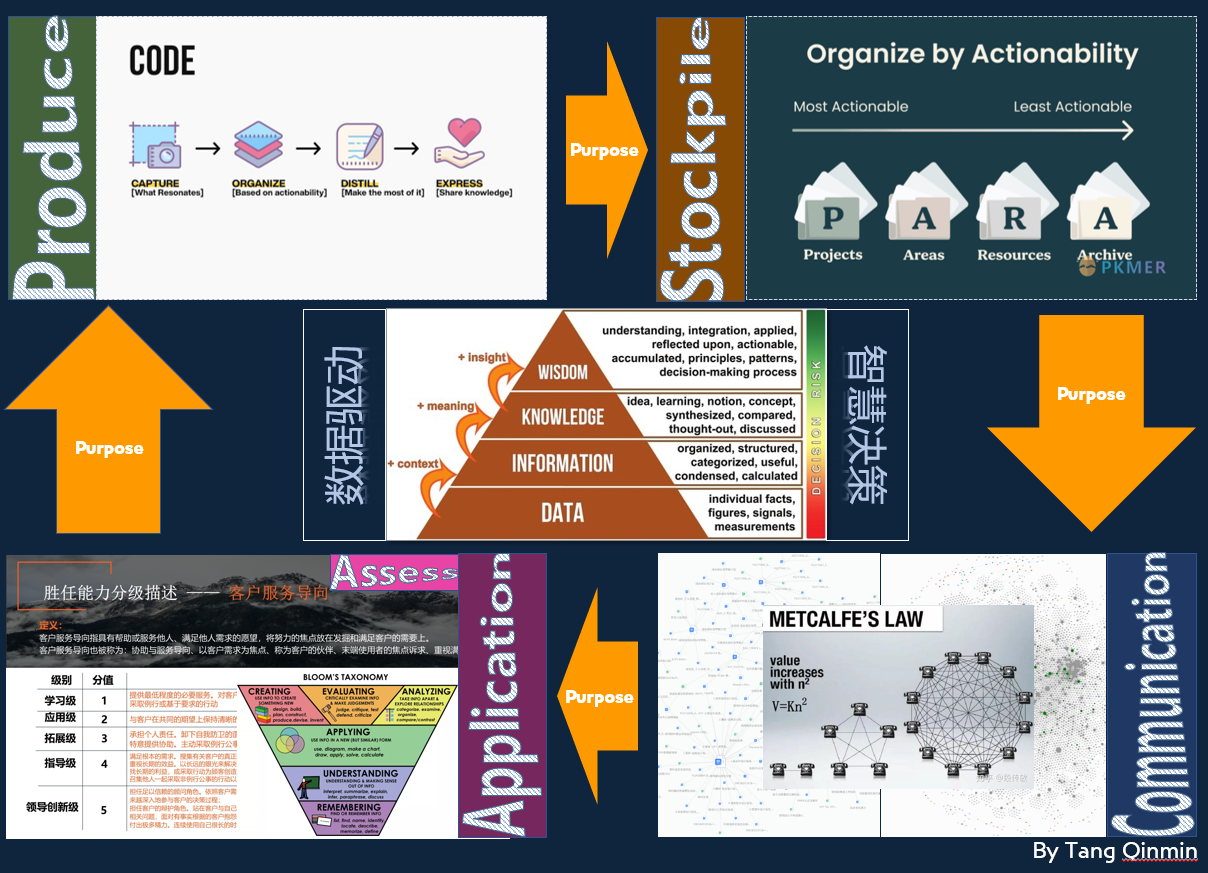 Produce
CODE
CAPTURE
[What Resonates]
ORGANIZE
[Based on actionability]
DISTILL
[Make the most of it]
EXPRESS
[Share knowledge]
Purpose
Stockpile
Organize by Actionability
Most Actionable
Least Actionable
P
A
R
A
Projects
Areas
Resources
Archive
PKMER
Purpose
数据驱动
+ insight
+ meaning
+ context
WISDOM
KNOWLEDGE
INFORMATION
DATA
understanding, integration, applied,
reflected upon, actionable,
accumulated, principles, patterns,
decision-making process
idea, learning, notion, concept,
synthesized, compared,
thought-out, discussed
organized, structured,
categorized, useful,
condensed, calculated
individual facts,
figures, signals,
measurements
DECISION RISK
智慧决策
Purpose
胜任能力分级描述 —— 客户服务导向
Assess
定义:
客户服务导向指具有帮助或服务他人、满足他人需求的愿望，将努力的焦点放在发掘和满足客户的需要上。
客户服务导向也被称为：协助与服务导向、以客户需求为焦点、称为客户的伙伴、末端使用者的焦点诉求、重视满
级别
分值
学习级
1
提供最低程度的必要服务。对客户
采取例行或基于要求的行动
应用级
2
与客户在共同的期望上保持清晰的
拓展级
3
承担个人责任。卸下自我防卫的面
特意提供协助。主动采取例行公事
指导级
4
满足根本的需求。搜集有关客户的真正
重视长期的效益。以长远的眼光来解决
找长期的利益，或采取行动为顾客创造
召集他人一起采取非例行公事的行动以
领导创新级
5
担任足以信赖的顾问角色。依照客户需
来越深入地参与客户的决策过程；
担任客户的辩护角色。站在客户与自己
相关问题，面对有事实根据的客户抱怨
付出极多精力。连续使用自己很长的时
BLOOM'S TAXONOMY
CREATING
USE INFO TO CREATE
SOMETHING NEW
design, build,
plan, construct
produce, devise, invent
EVALUATING
CRITICALLY EXAMINE INFO
& MAKE JUDGEMENTS
judge, critique, test
defend, criticize
ANALYZING
TAKE INFO APART &
EXPLORE RELATIONSHIPS
categorize, examine,
organize,
compare/contrast
APPLYING
USE INFO IN A NEW (BUT SIMILAR) FORM
use, diagram, make a chart,
draw, apply, solve, calculate
UNDERSTANDING
UNDERSTANDING & MAKING SENSE
OUT OF INFO
interpret, summarize, explain,
infer, paraphrase, discuss
REMEMBERING
FIND OR REMEMBER INFO
list, find, name, identify,
locate, describe,
memorize, define
Application
Purpose
METCALFE'S LAW
value
increases
with n²
V=Kn²
知乎
Communication
By Tang Qinmin